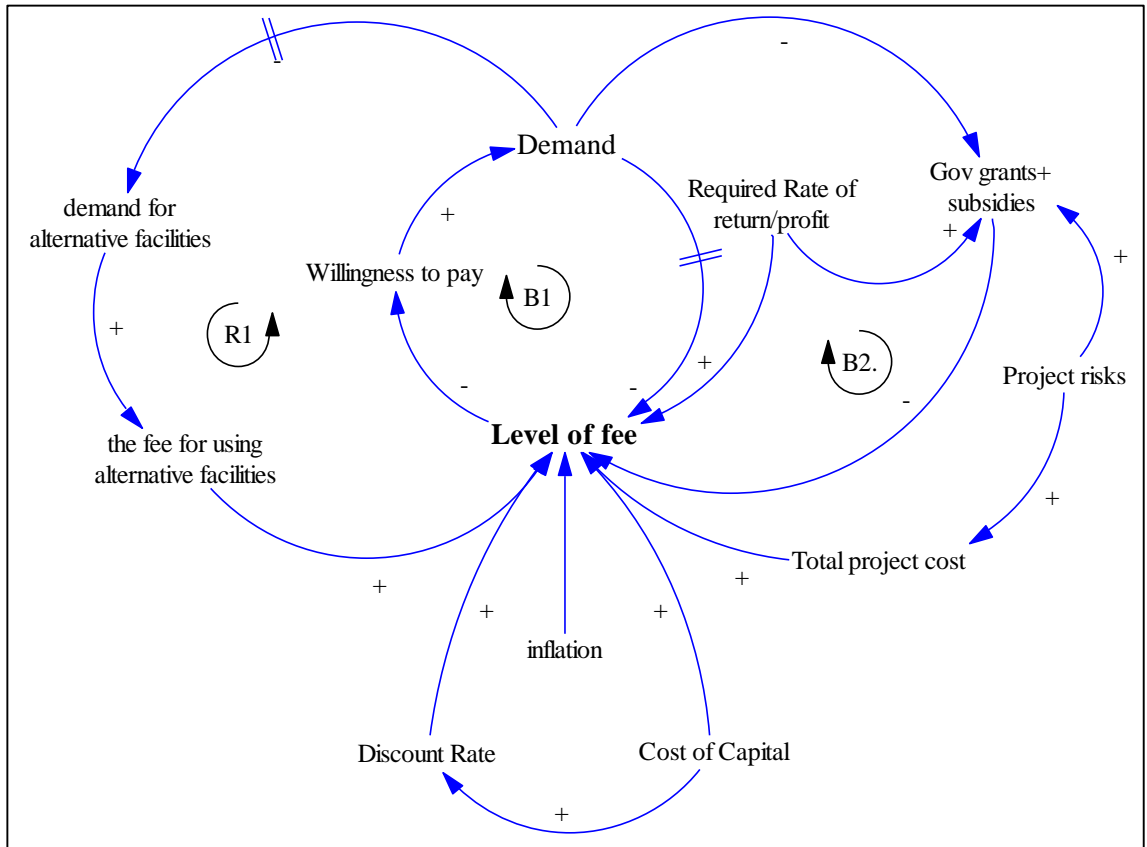 -
-
Demand
Gov grants+
subsidies
Required Rate of
return/profit
demand for
alternative facilities
+
+
+
Willingness to pay
B1
R1
+
+
B2.
Project risks
-
-
-
Level of fee
the fee for using
alternative facilities
+
Total project cost
+
+
+
+
inflation
Discount Rate
Cost of Capital
+